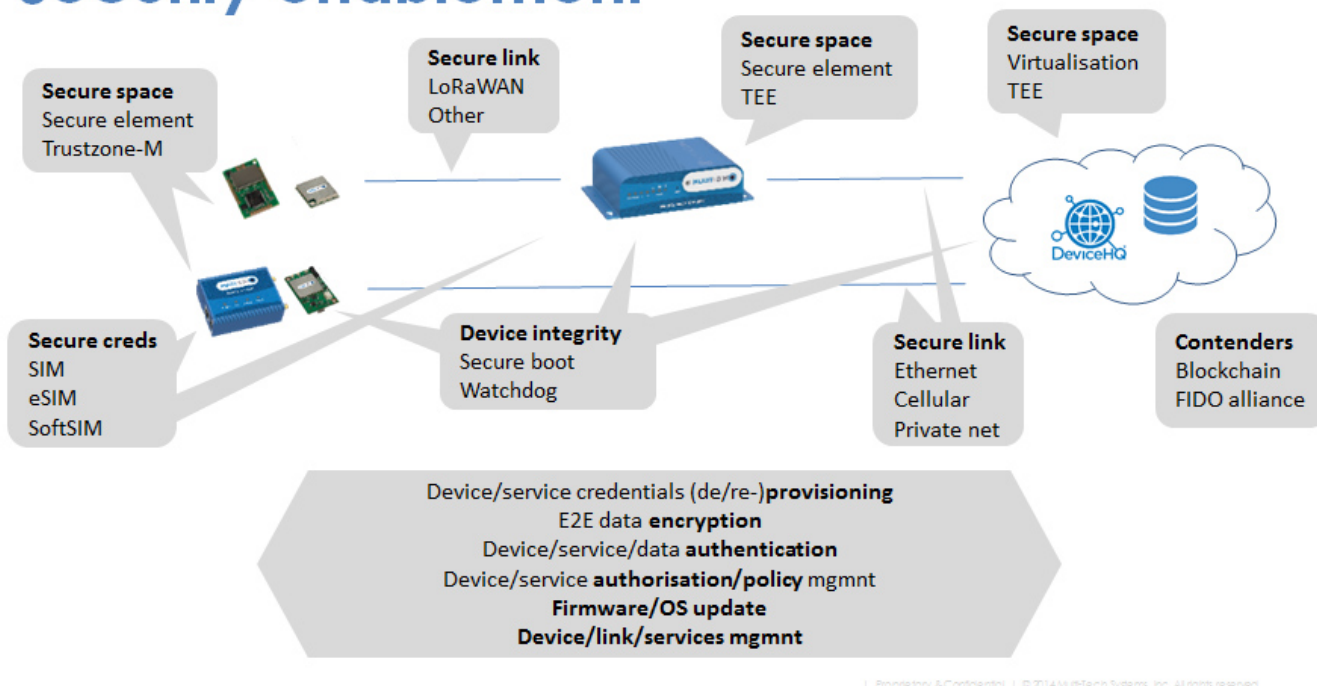 Security enablement
Secure space
Secure element
Trustzone-M
Secure link
LoRaWAN
Other
Secure space
Secure element
TEE
Secure space
Virtualisation
TEE
DeviceHQ
Secure creds
SIM
eSIM
SoftSIM
Device integrity
Secure boot
Watchdog
Secure link
Ethernet
Cellular
Private net
Contenders
Blockchain
FIDO alliance
Device/service credentials (de/re-)provisioning
E2E data encryption
Device/service/data authentication
Device/service authorisation/policy mgmnt
Firmware/OS update
Device/link/services mgmnt